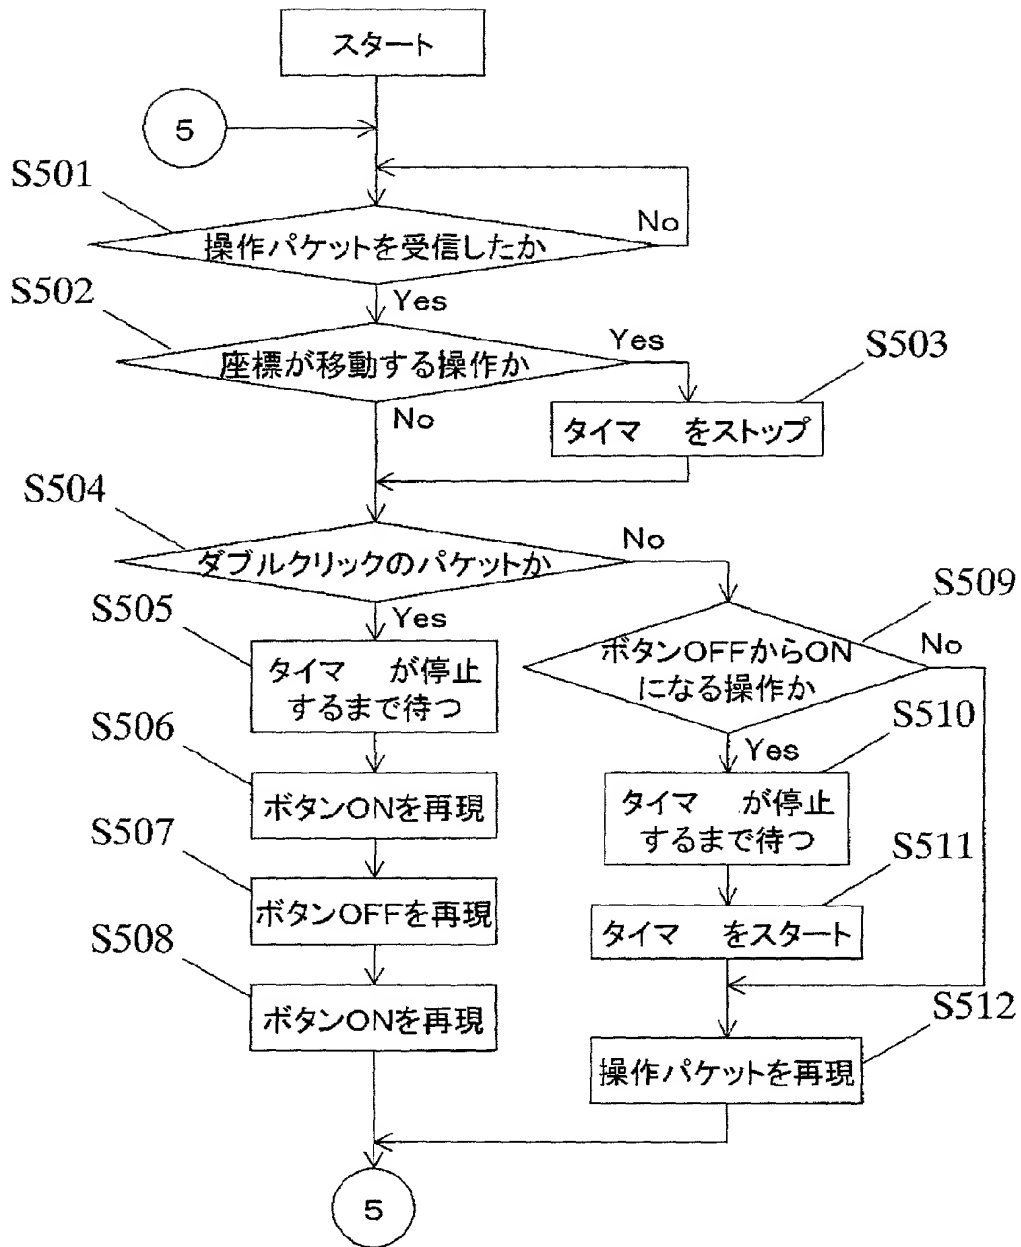 スタート
5
S501
操作パケットを受信したか
No
Yes
S502
座標が移動する操作か
Yes
No
S503
タイマ　をストップ
S504
ダブルクリックのパケットか
No
Yes
S505
タイマ　が停止
するまで待つ
S506
ボタンONを再現
S507
ボタンOFFを再現
S508
ボタンONを再現
S509
ボタンOFFからON
になる操作か
No
Yes
S510
タイマ　が停止
するまで待つ
S511
タイマ　をスタート
S512
操作パケットを再現
5